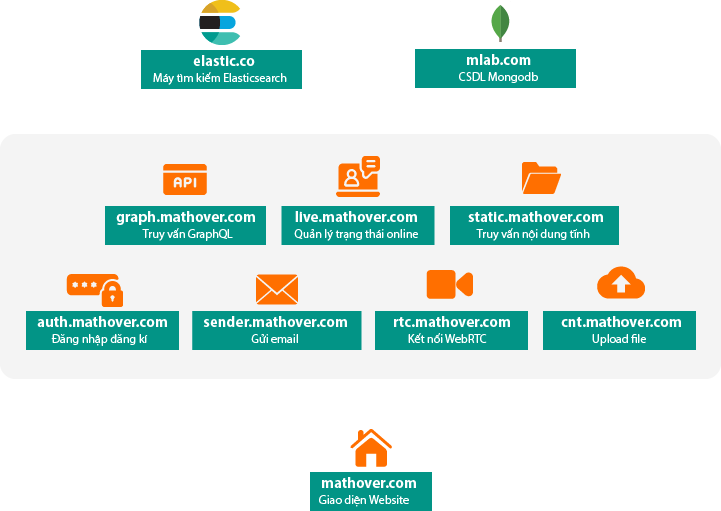 elastic.co
Máy tìm kiếm Elasticsearch
mlab.com
CSDL Mongodb
API
graph.mathover.com
Truy vấn GraphQL
live.mathover.com
Quản lý trạng thái online
static.mathover.com
Truy vấn nội dung tĩnh
auth.mathover.com
Đăng nhập đăng kí
sender.mathover.com
Gửi email
rtc.mathover.com
Kết nối WebRTC
cnt.mathover.com
Upload file
mathover.com
Giao diện Website